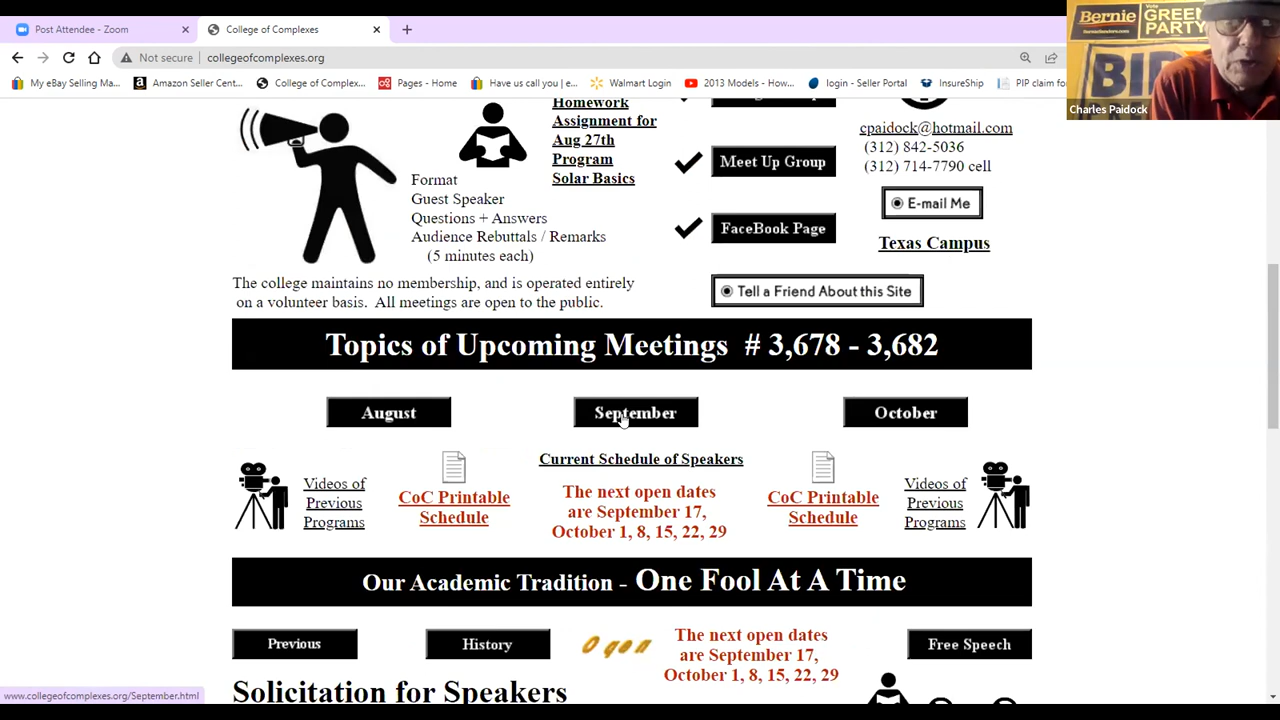 Post Attendee - Zoom
College of Complexes
Not secure
collegeofcomplexes.org
My eBay Selling Ma...
Amazon Seller Cent...
College of Complex...
Pages - Home
Have us call you | e...
Walmart Login
2013 Models - How...
login - Seller Portal
InsureShip
PIP claim fo
Bernie
Vote
GREEN
PARTY
BID
Charles Paidock
Homework
Assignment for
Aug 27th
Program
Solar Basics
Format
Guest Speaker
Questions + Answers
Audience Rebuttals / Remarks
(5 minutes each)
Meet Up Group
FaceBook Page
cpaidock@hotmail.com
(312) 842-5036
(312) 714-7790 cell
E-mail Me
Texas Campus
The college maintains no membership, and is operated entirely
on a volunteer basis. All meetings are open to the public.
Tell a Friend About this Site
Topics of Upcoming Meetings # 3,678 - 3,682
August
September
October
Videos of
Previous
Programs
CoC Printable
Schedule
Current Schedule of Speakers
The next open dates
are September 17,
October 1, 8, 15, 22, 29
CoC Printable
Schedule
Videos of
Previous
Programs
Our Academic Tradition - One Fool At A Time
Previous
History
Open
The next open dates
are September 17,
October 1, 8, 15, 22, 29
Free Speech
www.collegeofcomplexes.org/September.html
Solicitation for Speakers